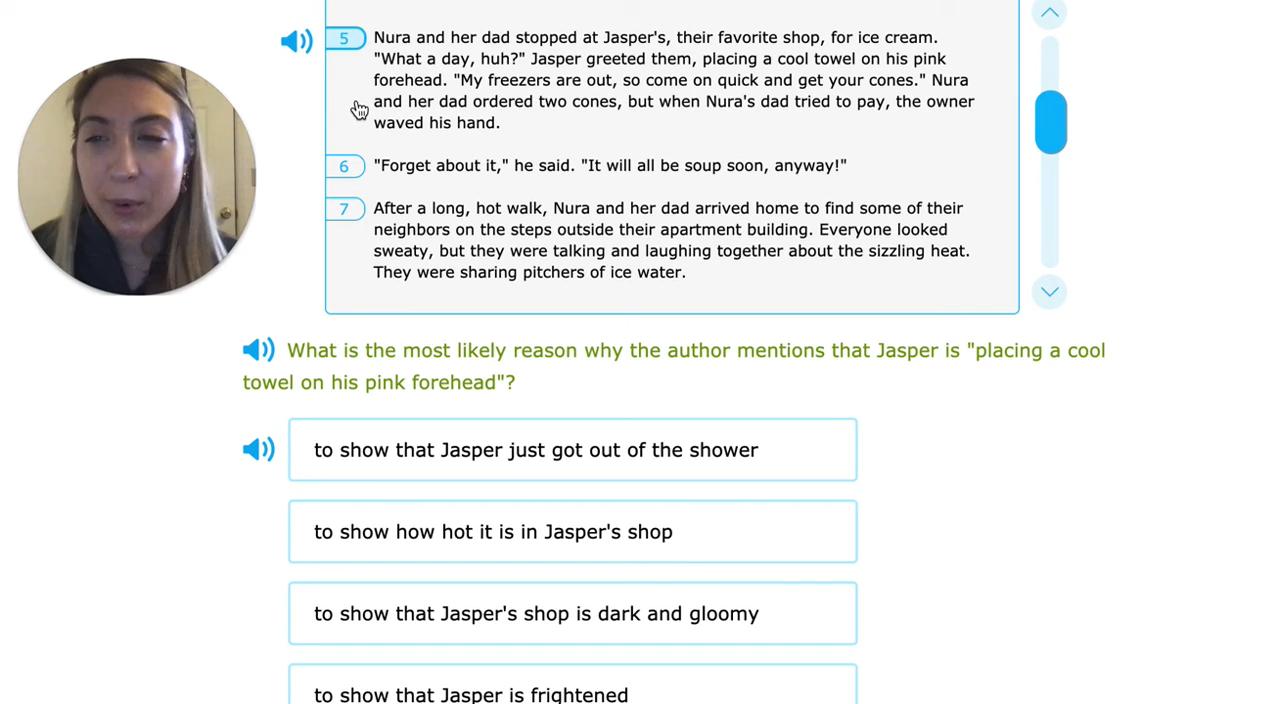 5 Nura and her dad stopped at Jasper's, their favorite shop, for ice cream.
"What a day, huh?" Jasper greeted them, placing a cool towel on his pink
forehead. "My freezers are out, so come on quick and get your cones." Nura
and her dad ordered two cones, but when Nura's dad tried to pay, the owner
waved his hand.
6 "Forget about it," he said. "It will all be soup soon, anyway!"
7 After a long, hot walk, Nura and her dad arrived home to find some of their
neighbors on the steps outside their apartment building. Everyone looked
sweaty, but they were talking and laughing together about the sizzling heat.
They were sharing pitchers of ice water.
What is the most likely reason why the author mentions that Jasper is "placing a cool
towel on his pink forehead"?
to show that Jasper just got out of the shower
to show how hot it is in Jasper's shop
to show that Jasper's shop is dark and gloomy
to show that Jasper is frightened